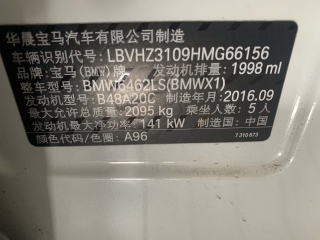 华晨宝马汽车有限公司制造
车辆识别代号: LBVHZ3109HMG66156
品牌: 宝马(BMW)牌 发动机排量: 1998 ml
整车型号: BMW6462LS(BMWX1)
发动机型号: B48A20C 制造年月: 2016.09
最大允许总质量: 2095 kg 乘坐人数: 5 人
发动机最大净功率: 141 kW 制造国: 中国
颜色代码/色圈: A96 7 310 673